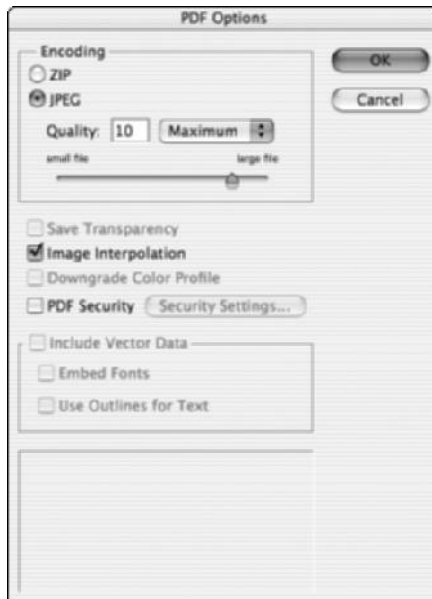 PDF Options
Encoding
ZIP
JPEG
Quality: 10 Maximum
small file large file
OK
Cancel
Save Transparency
Image Interpolation
Downgrade Color Profile
PDF Security Security Settings...
Include Vector Data
Embed Fonts
Use Outlines for Text